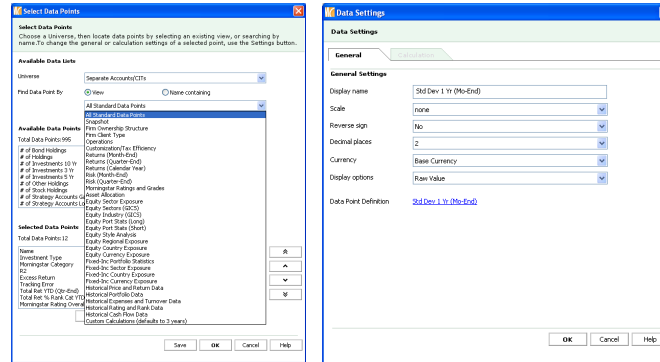 Select Data Points
Select Data Points
Choose a Universe, then locate data points by selecting an existing view, or searching by
name.To change the general or calculation settings of a selected point, use the Settings button.
Available Data Lists
Universe
Separate Accounts/CITs
Find Data Point By
View
Name containing
All Standard Data Points
All Standard Data Points
Snapshot
Firm Ownership Structure
Firm Client Type
Operations
Customization/Tax Efficiency
Returns (Month-End)
Returns (Quarter-End)
Returns (Calendar Year)
Risk (Month-End)
Risk (Quarter-End)
Morningstar Ratings and Grades
Asset Allocation
Equity Sector Exposure
Equity Sectors (GICS)
Equity Industry (GICS)
Equity Port Stats (Long)
Equity Port Stats (Short)
Equity Style Analysis
Equity Regional Exposure
Equity Country Exposure
Equity Currency Exposure
Fixed-Inc Portfolio Statistics
Fixed-Inc Sector Exposure
Fixed-Inc Country Exposure
Fixed-Inc Currency Exposure
Historical Price and Return Data
Historical Portfolio Data
Historical Expenses and Turnover Data
Historical Rating and Rank Data
Historical Cash Flow Data
Custom Calculations (defaults to 3 years)
Available Data Points
Total Data Points:995
# of Bond Holdings
# of Holdings
# of Investments 10 Yr
# of Investments 3 Yr
# of Investments 5 Yr
# of Other Holdings
# of Stock Holdings
# of Strategy Accounts Ga
# of Strategy Accounts Lo
Selected Data Points
Total Data Points:12
Name
Investment Type
Morningstar Category
R2
Excess Return
Tracking Error
Total Ret YTD (Qtr-End)
Total Ret % Rank Cat YTD
Morningstar Rating Overal
Save
OK
Cancel
Help
Data Settings
Data Settings
General
Calculation
General Settings
Display name
Std Dev 1 Yr (Mo-End)
Scale
none
Reverse sign
No
Decimal places
2
Currency
Base Currency
Display options
Raw Value
Data Point Definition
Std Dev 1 Yr (Mo-End)
OK
Cancel
Help